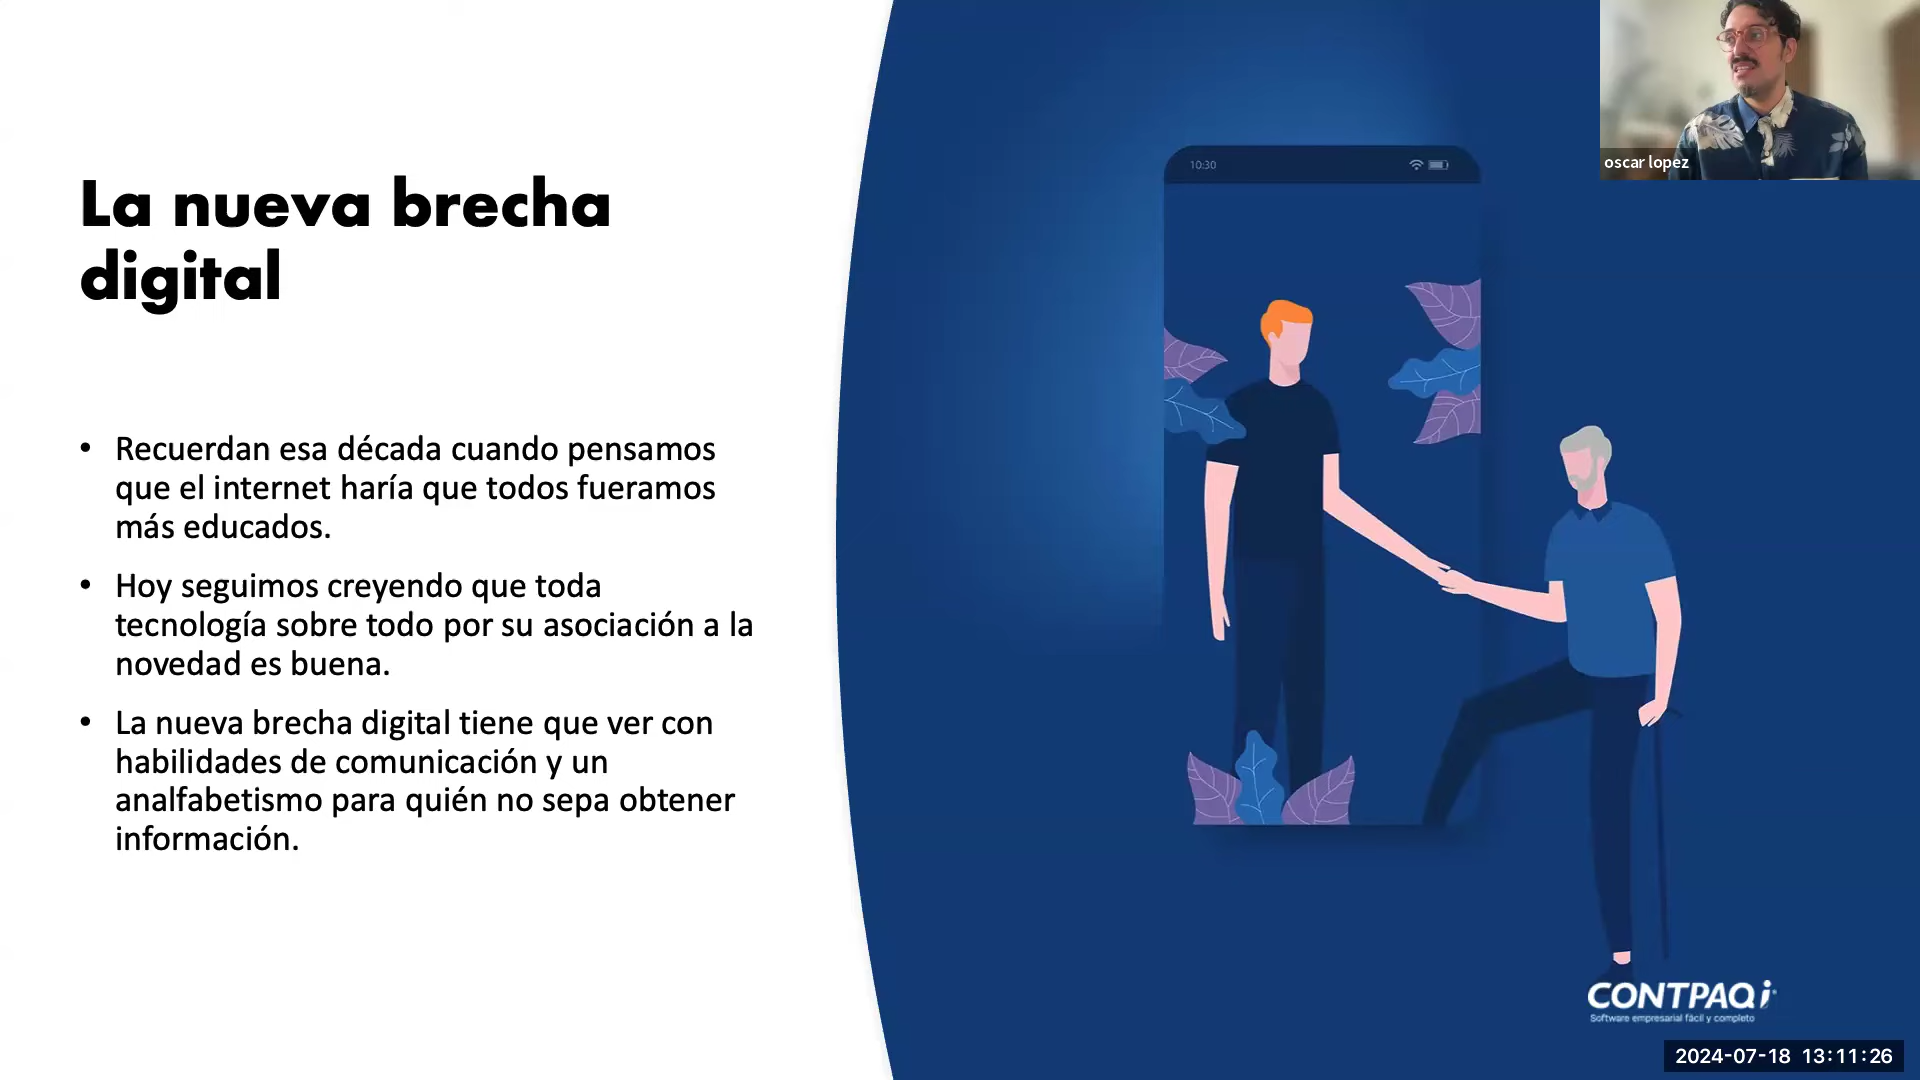 La nueva brecha
digital
• Recuerdan esa década cuando pensamos
que el internet haría que todos fueramos
más educados.
• Hoy seguimos creyendo que toda
tecnología sobre todo por su asociación a la
novedad es buena.
• La nueva brecha digital tiene que ver con
habilidades de comunicación y un
analfabetismo para quién no sepa obtener
información.
10:30
oscar lopez
CONTPAQi
Software empresarial fácil y completo
2024-07-18 13:11:26